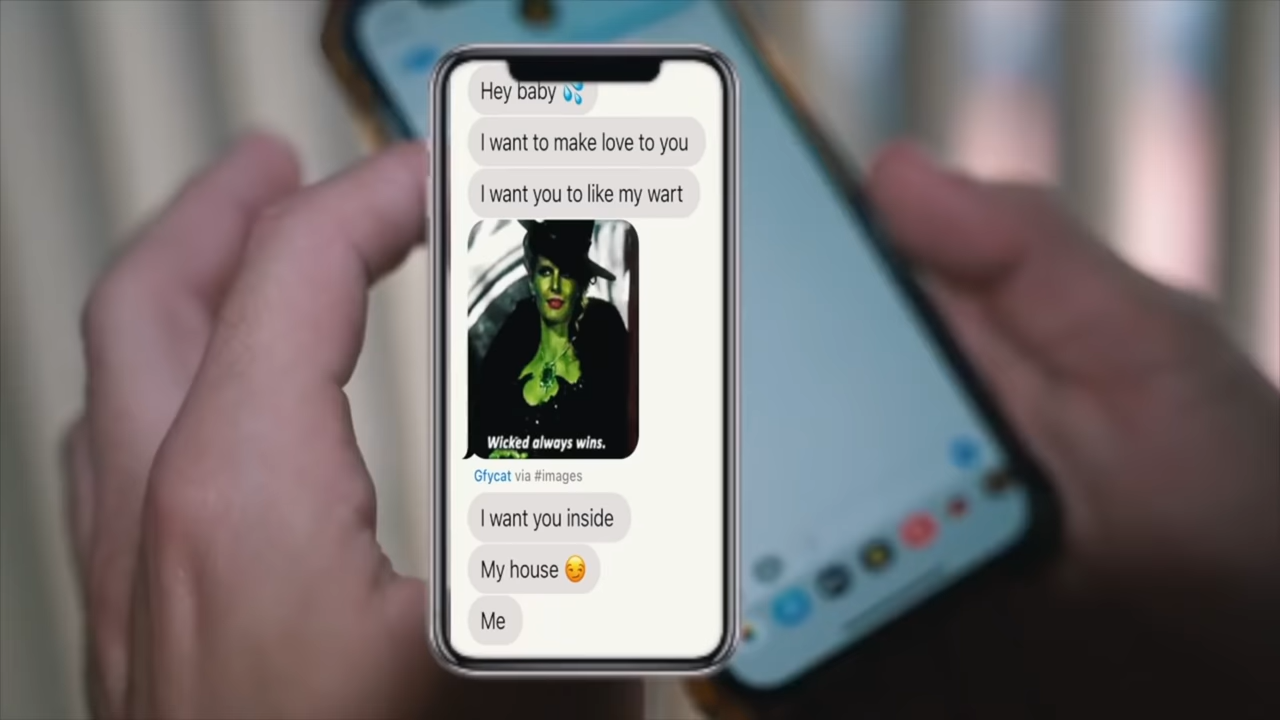 Hey baby 💦
I want to make love to you
I want you to like my wart
Wicked always wins.
Gfycat via #images
I want you inside
My house 😏
Me